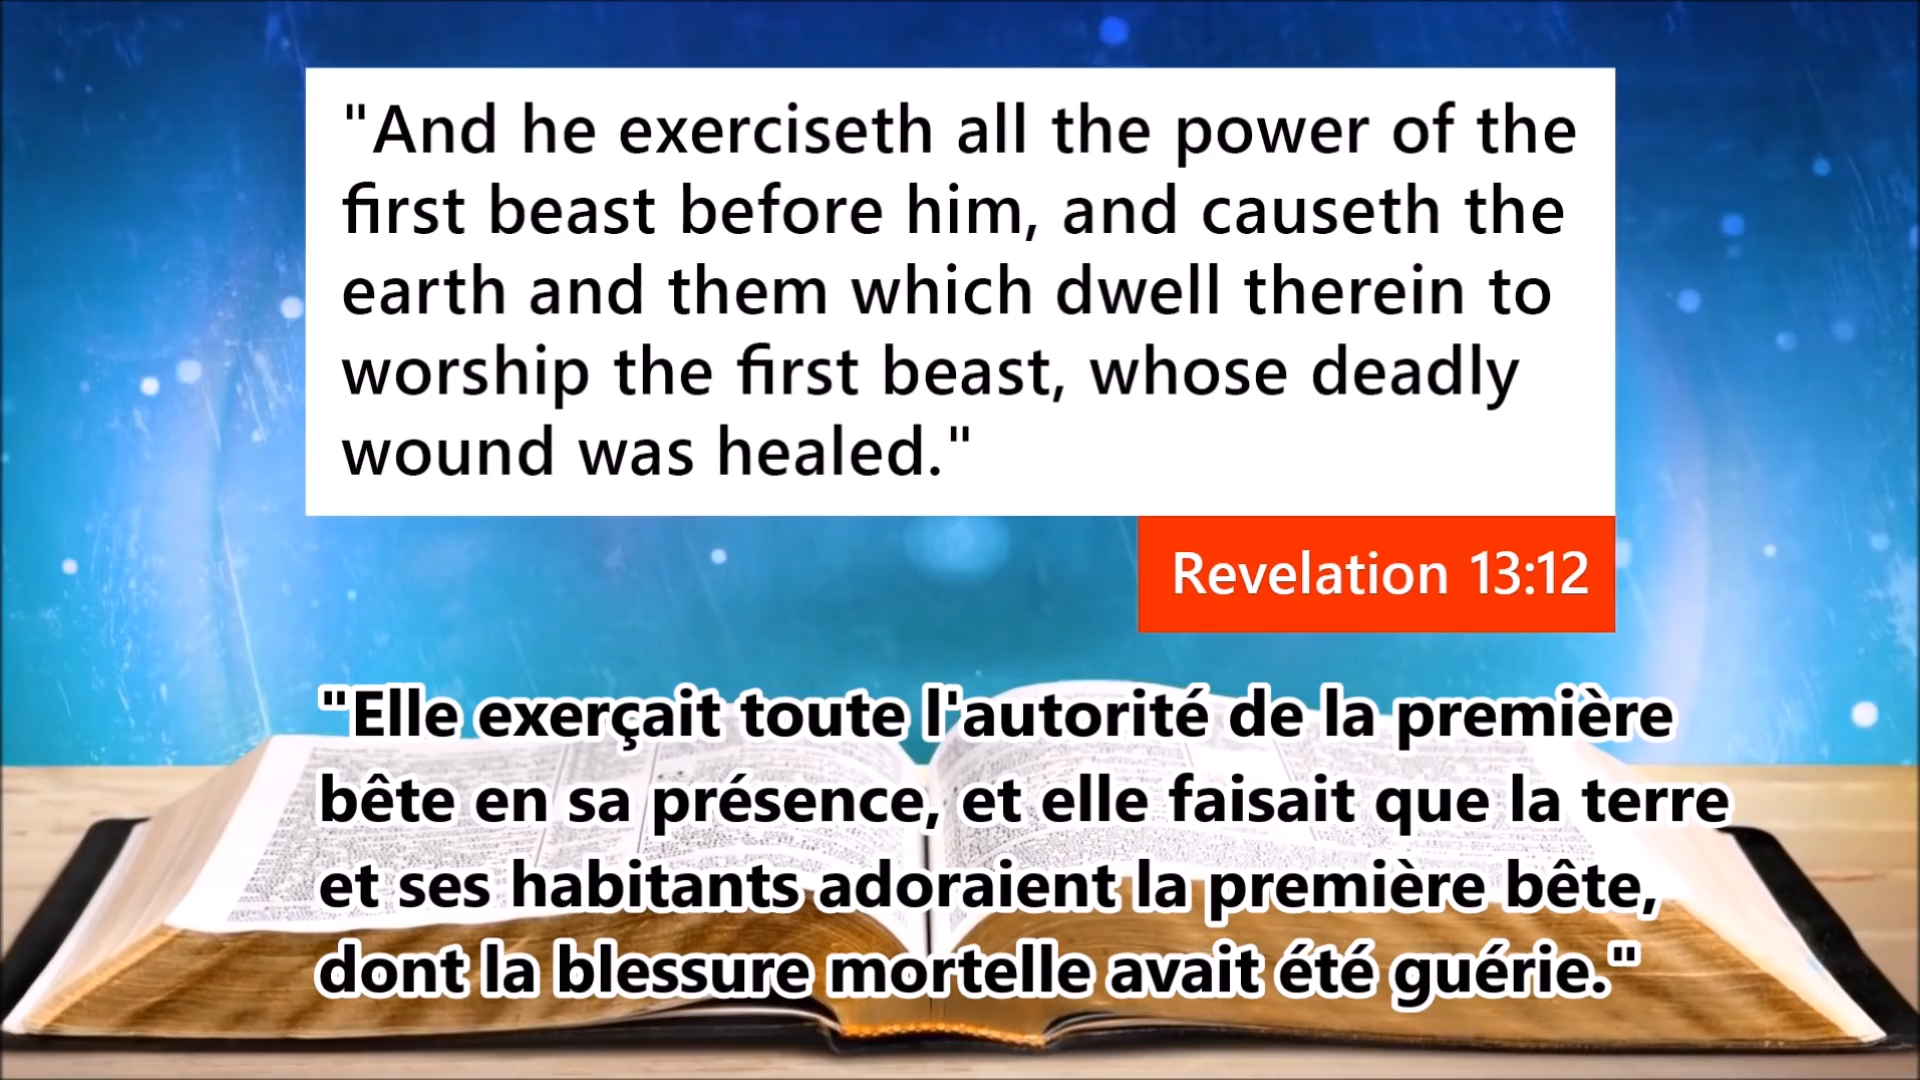 "And he exerciseth all the power of the
first beast before him, and causeth the
earth and them which dwell therein to
worship the first beast, whose deadly
wound was healed."
Revelation 13:12
"Elle exerçait toute l'autorité de la première
bête en sa présence, et elle faisait que la terre
et ses habitants adoraient la première bête,
dont la blessure mortelle avait été guérie."